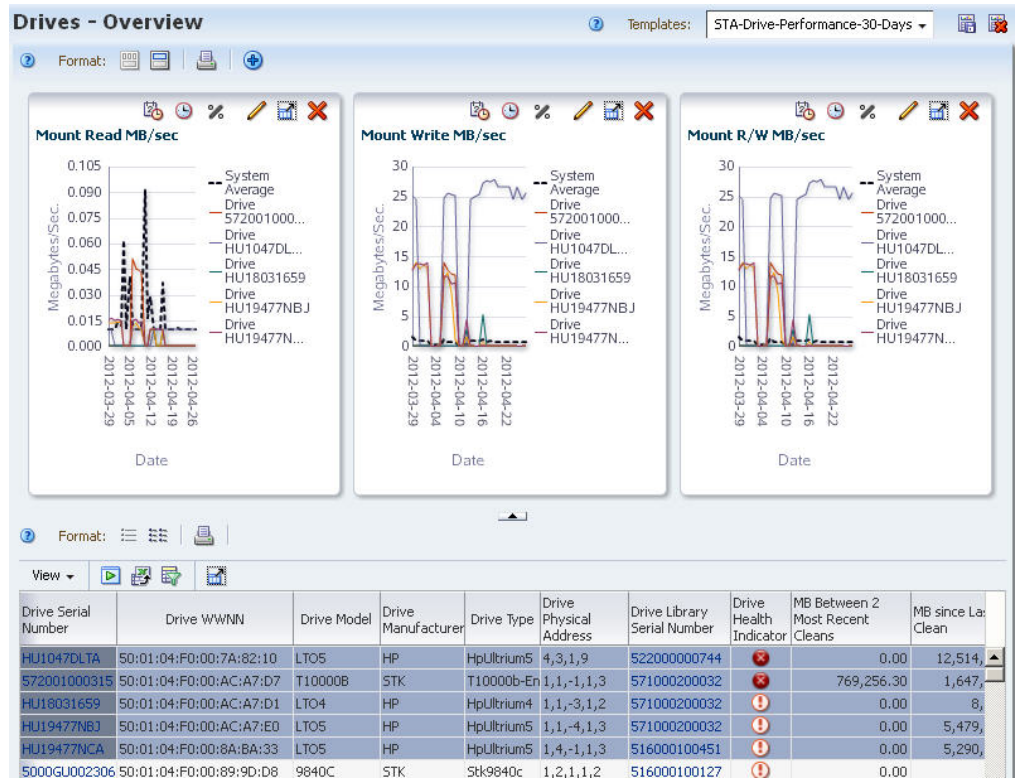 Drives - Overview
Templates: STA-Drive-Performance-30-Days
Format:
Mount Read MB/sec
0.105
0.090
0.075
0.060
0.045
0.030
0.015
0.000
Megabytes/Sec.
2012-03-29
2012-04-05
2012-04-12
2012-04-19
2012-04-26
Date
System
Average
Drive
572001000...
Drive
HU1047DL...
Drive
HU18031659
Drive
HU19477NBJ
Drive
HU19477N...
Mount Write MB/sec
30
25
20
15
10
5
0
Megabytes/Sec.
2012-03-29
2012-04-04
2012-04-10
2012-04-16
2012-04-22
Date
System
Average
Drive
572001000...
Drive
HU1047DL...
Drive
HU18031659
Drive
HU19477NBJ
Drive
HU19477N...
Mount R/W MB/sec
30
25
20
15
10
5
0
Megabytes/Sec.
2012-03-29
2012-04-04
2012-04-10
2012-04-16
2012-04-22
Date
System
Average
Drive
572001000...
Drive
HU1047DL...
Drive
HU18031659
Drive
HU19477NBJ
Drive
HU19477N...
Format:
View
Drive Serial Number Drive WWNN Drive Model Drive Manufacturer Drive Type Drive Physical Address Drive Library Serial Number Drive Health Indicator MB Between 2 Most Recent Cleans MB since Las Clean
HU1047DLTA 50:01:04:F0:00:7A:82:10 LTO5 HP HpUltrium5 4,3,1,9 522000000744 0.00 12,514,
572001000315 50:01:04:F0:00:AC:A7:D7 T10000B STK T10000b-En 1,1,-1,1,3 571000200032 769,256.30 1,647,
HU18031659 50:01:04:F0:00:AC:A7:D1 LTO4 HP HpUltrium4 1,1,-3,1,2 571000200032 0.00 8,
HU19477NBJ 50:01:04:F0:00:AC:A7:E0 LTO5 HP HpUltrium5 1,1,-4,1,3 571000200032 0.00 5,479,
HU19477NCA 50:01:04:F0:00:8A:BA:33 LTO5 HP HpUltrium5 1,4,-1,1,3 516000100451 0.00 5,290,
5000GU002306 50:01:04:F0:00:89:9D:D8 9840C STK Stk9840c 1,2,1,1,2 516000100127 0.00